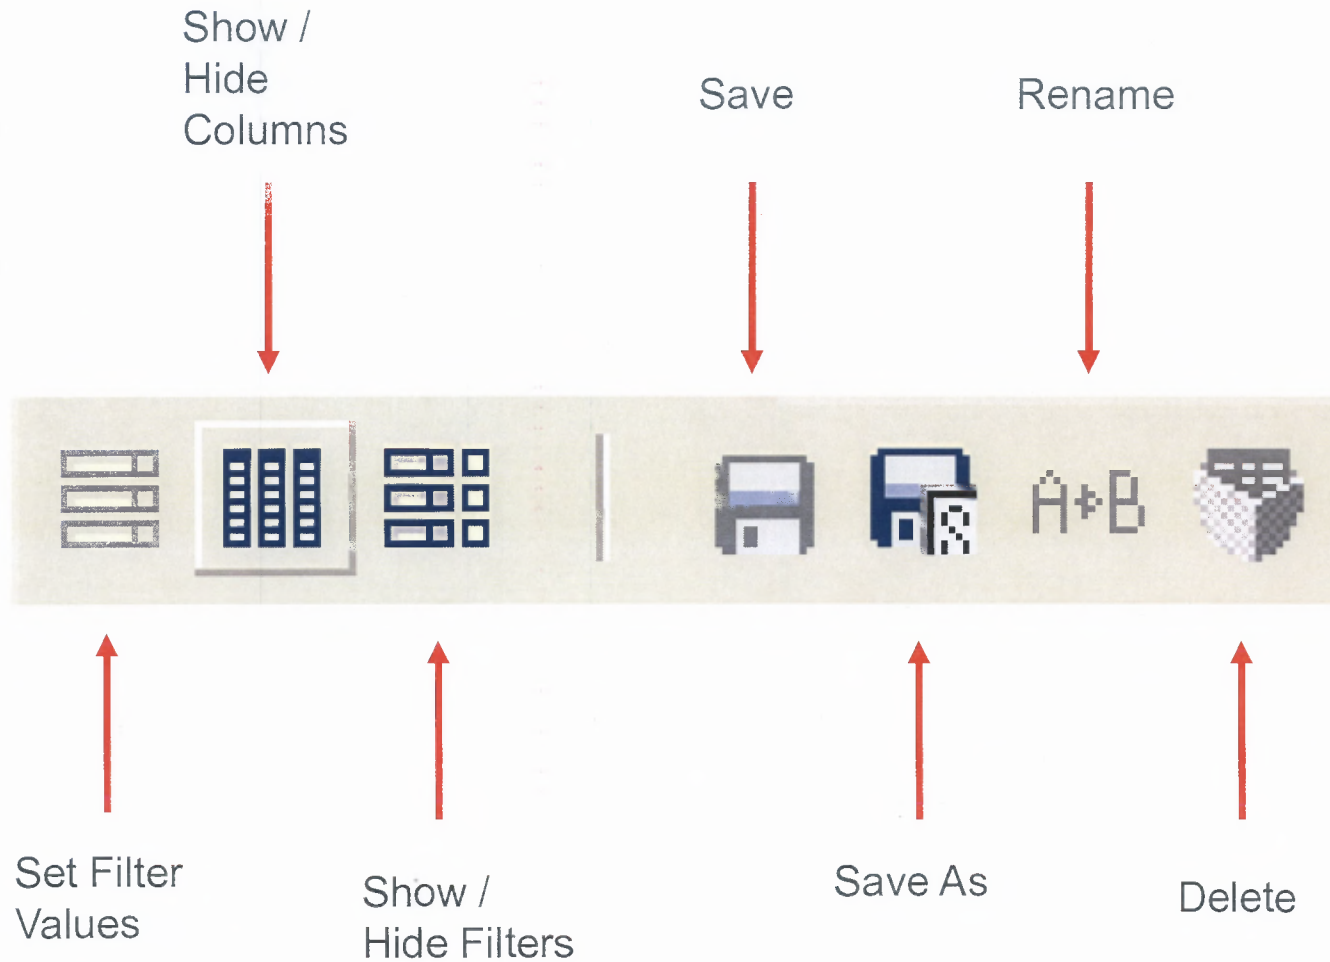 Show /
Hide
Columns
Save
Rename
A B
Set Filter
Values
Show /
Hide Filters
Save As
Delete